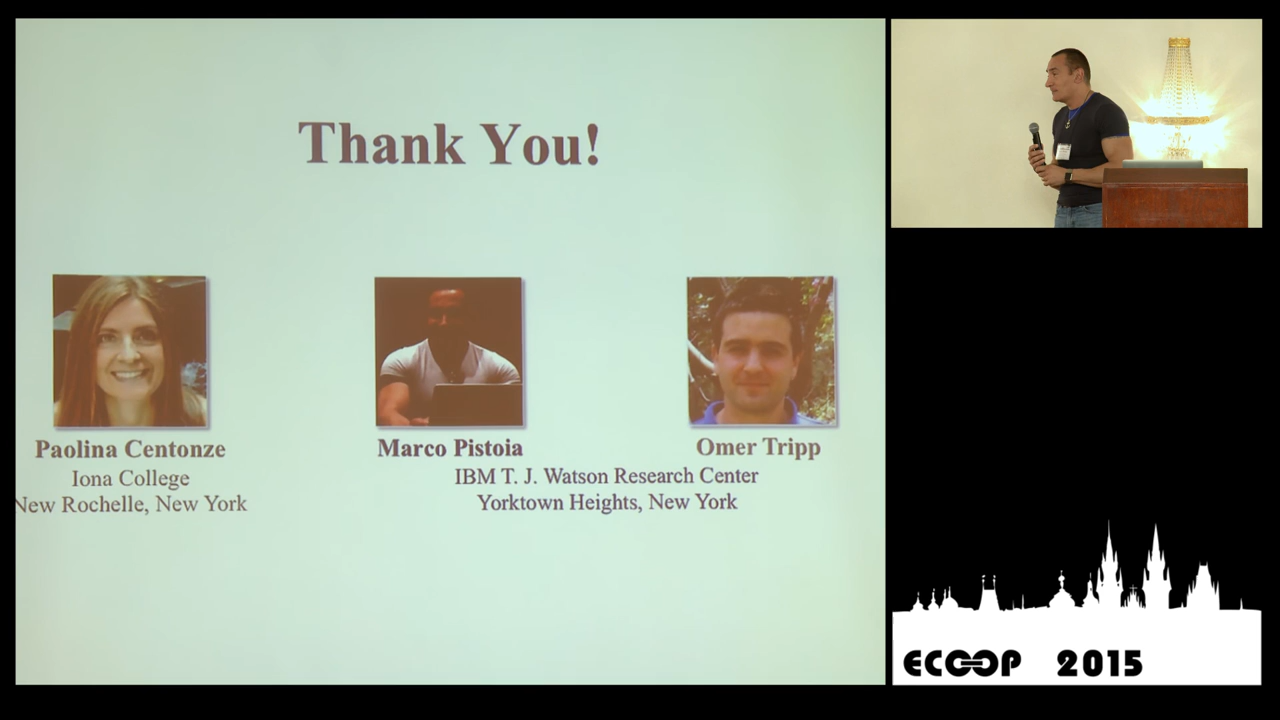 Thank You!
Paolina Centonze
Iona College
New Rochelle, New York
Marco Pistoia
Omer Tripp
IBM T. J. Watson Research Center
Yorktown Heights, New York
ECOOP 2015